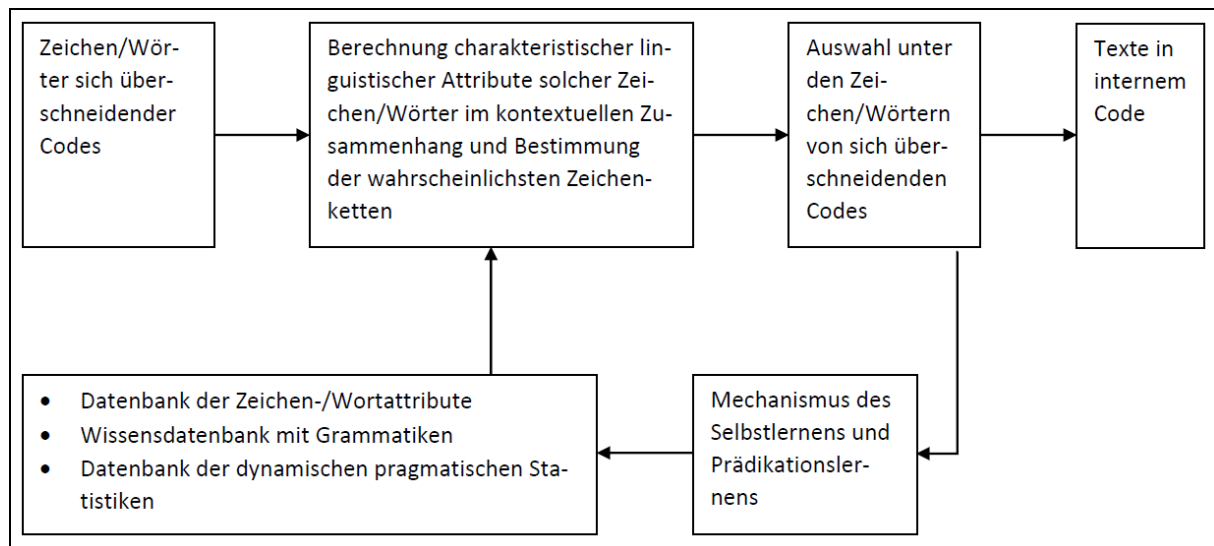 Zeichen/Wör-
ter sich über-
schneidender
Codes
Berechnung charakteristischer lin-
guistischer Attribute solcher Zei-
chen/Wörter im kontextuellen Zu-
sammenhang und Bestimmung
der wahrscheinlichsten Zeichen-
ketten
Auswahl unter
den Zei-
chen/Wörtern
von sich über-
schneidenden
Codes
Texte in
internem
Code
• Datenbank der Zeichen-/Wortattribute
• Wissensdatenbank mit Grammatiken
• Datenbank der dynamischen pragmatischen Sta-
tistiken
Mechanismus des
Selbstlernens und
Prädikationsler-
nens